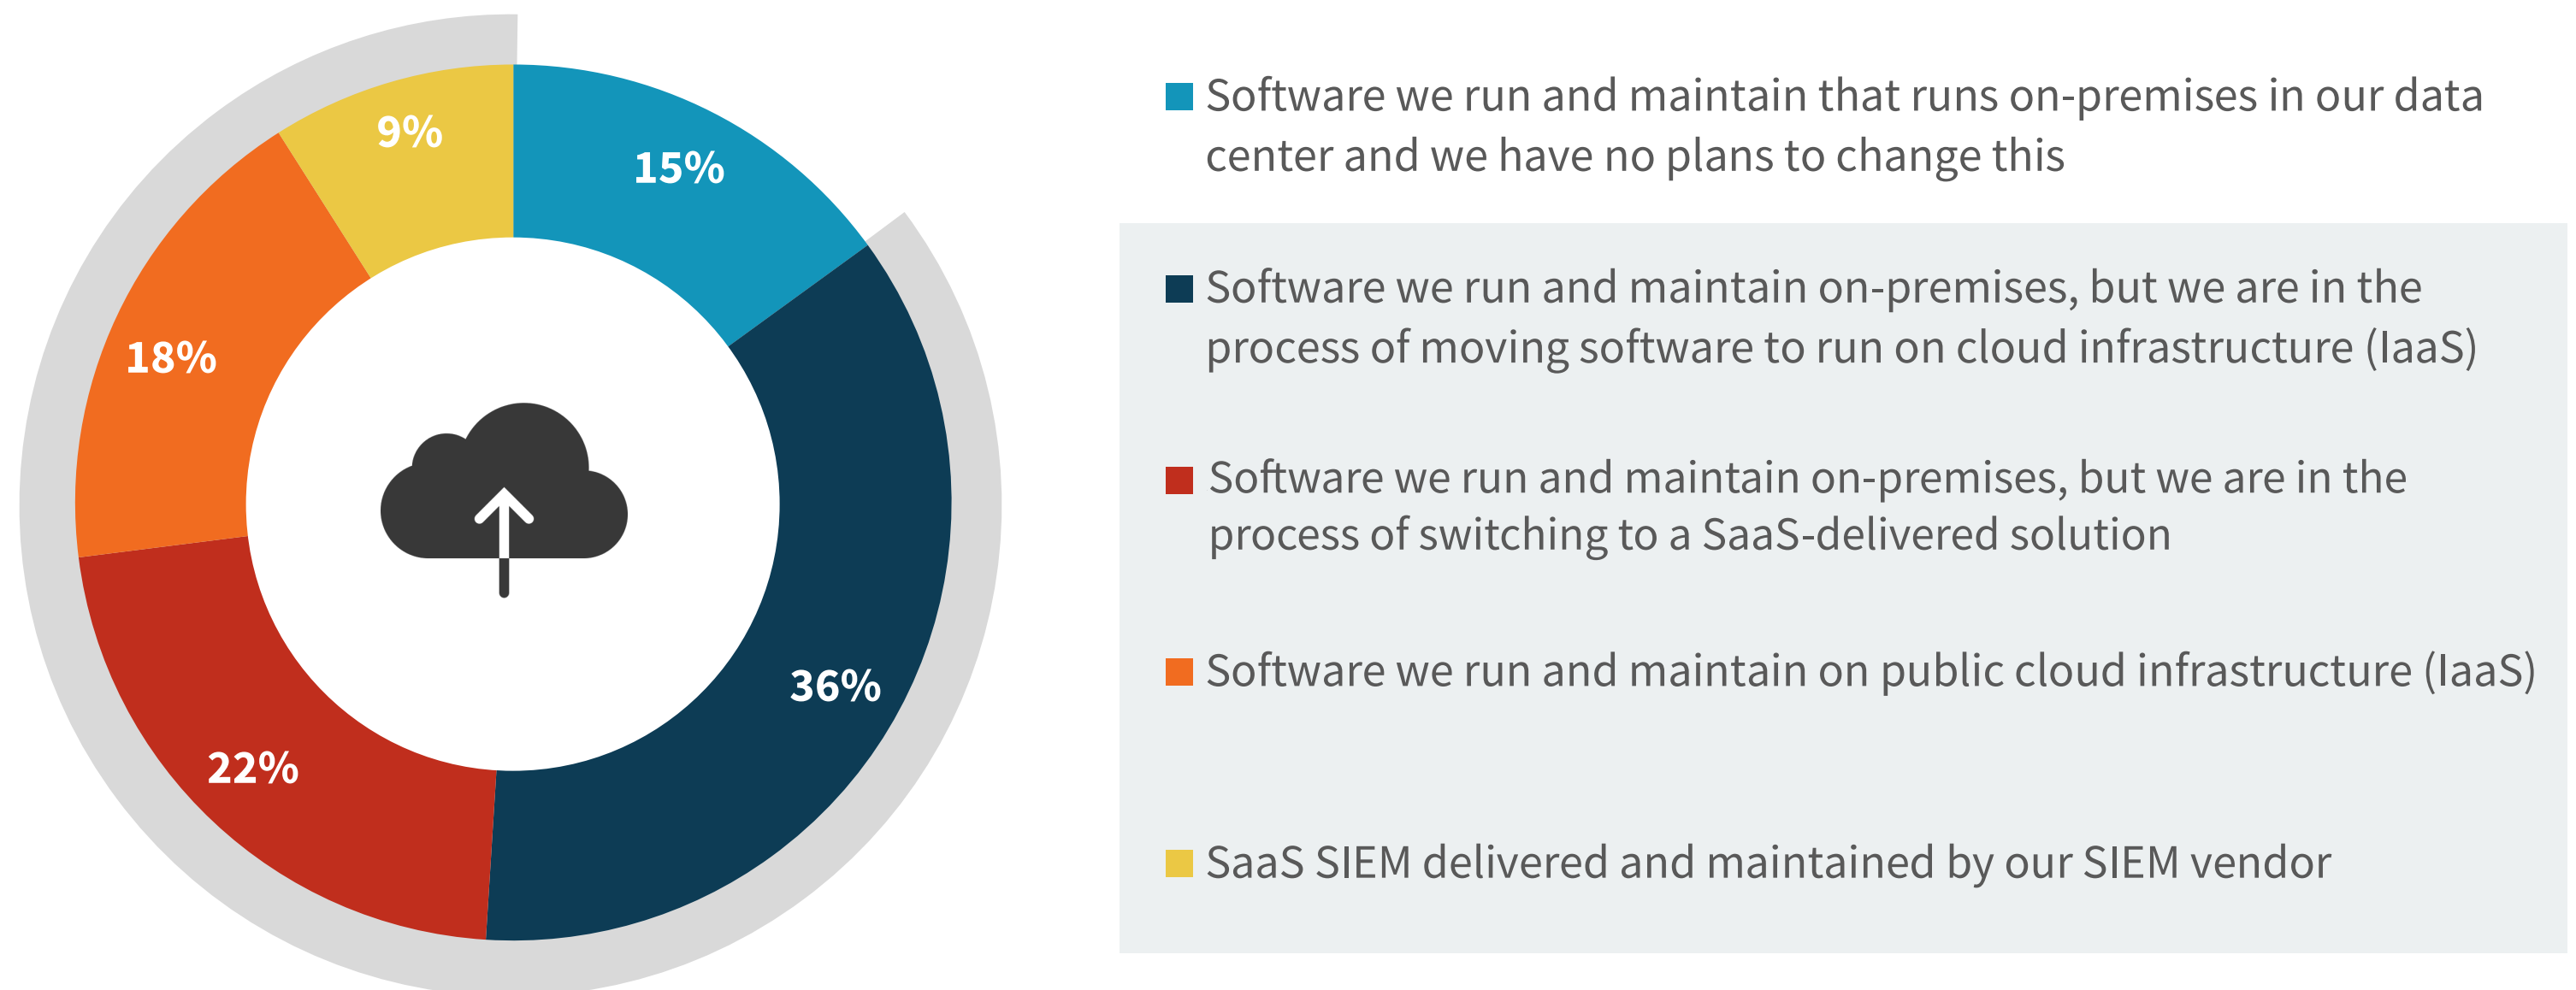 9%
15%
18%
36%
22%
Software we run and maintain that runs on-premises in our data
center and we have no plans to change this
Software we run and maintain on-premises, but we are in the
process of moving software to run on cloud infrastructure (IaaS)
Software we run and maintain on-premises, but we are in the
process of switching to a SaaS-delivered solution
Software we run and maintain on public cloud infrastructure (IaaS)
SaaS SIEM delivered and maintained by our SIEM vendor